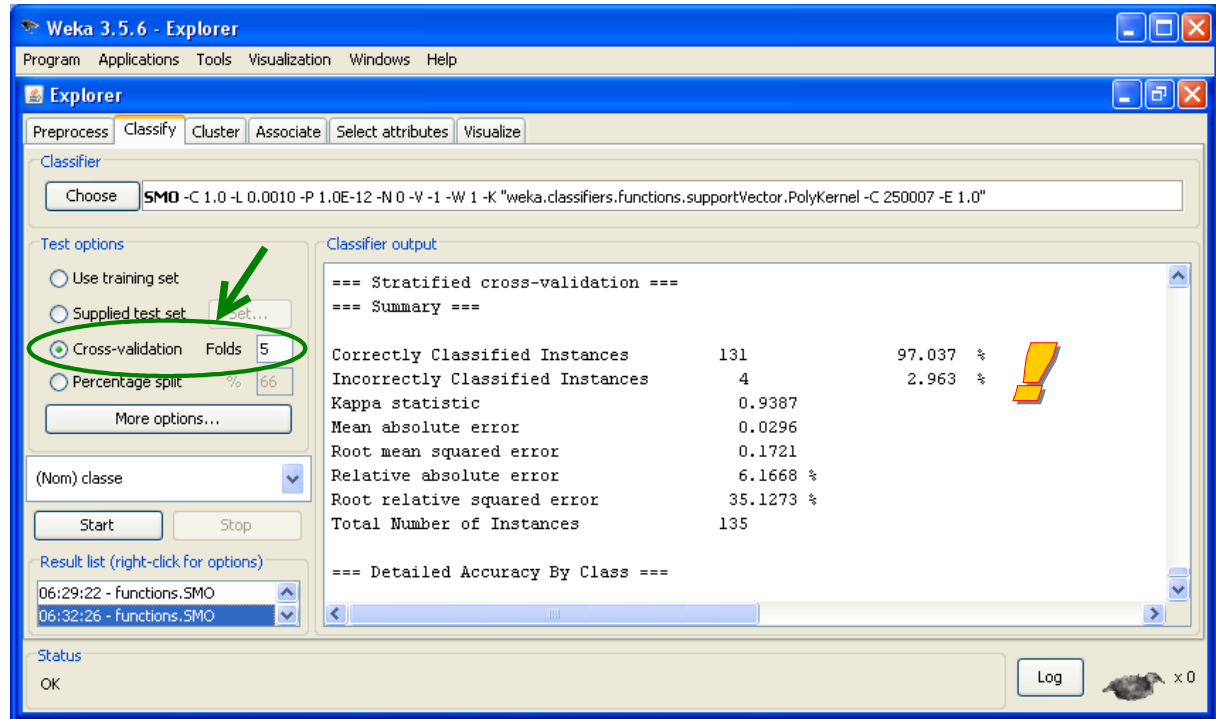 Weka 3.5.6 - Explorer
Program Applications Tools Visualization Windows Help
Explorer
Preprocess Classify Cluster Associate Select attributes Visualize
Classifier
Choose SMO -C 1.0 -L 0.0010 -P 1.0E-12 -N 0 -V -1 -W 1 -K "weka.classifiers.functions.supportVector.PolyKernel -C 250007 -E 1.0"
Test options
Use training set
Supplied test set Set...
Cross-validation Folds 5
Percentage split % 66
More options...
(Nom) classe
Start Stop
Result list (right-click for options)
06:29:22 - functions.SMO
06:32:26 - functions.SMO
Classifier output
=== Stratified cross-validation ===
=== Summary ===
Correctly Classified Instances 131 97.037 %
Incorrectly Classified Instances 4 2.963 %
Kappa statistic 0.9387
Mean absolute error 0.0296
Root mean squared error 0.1721
Relative absolute error 6.1668 %
Root relative squared error 35.1273 %
Total Number of Instances 135
=== Detailed Accuracy By Class ===
!
Status
OK
Log x 0